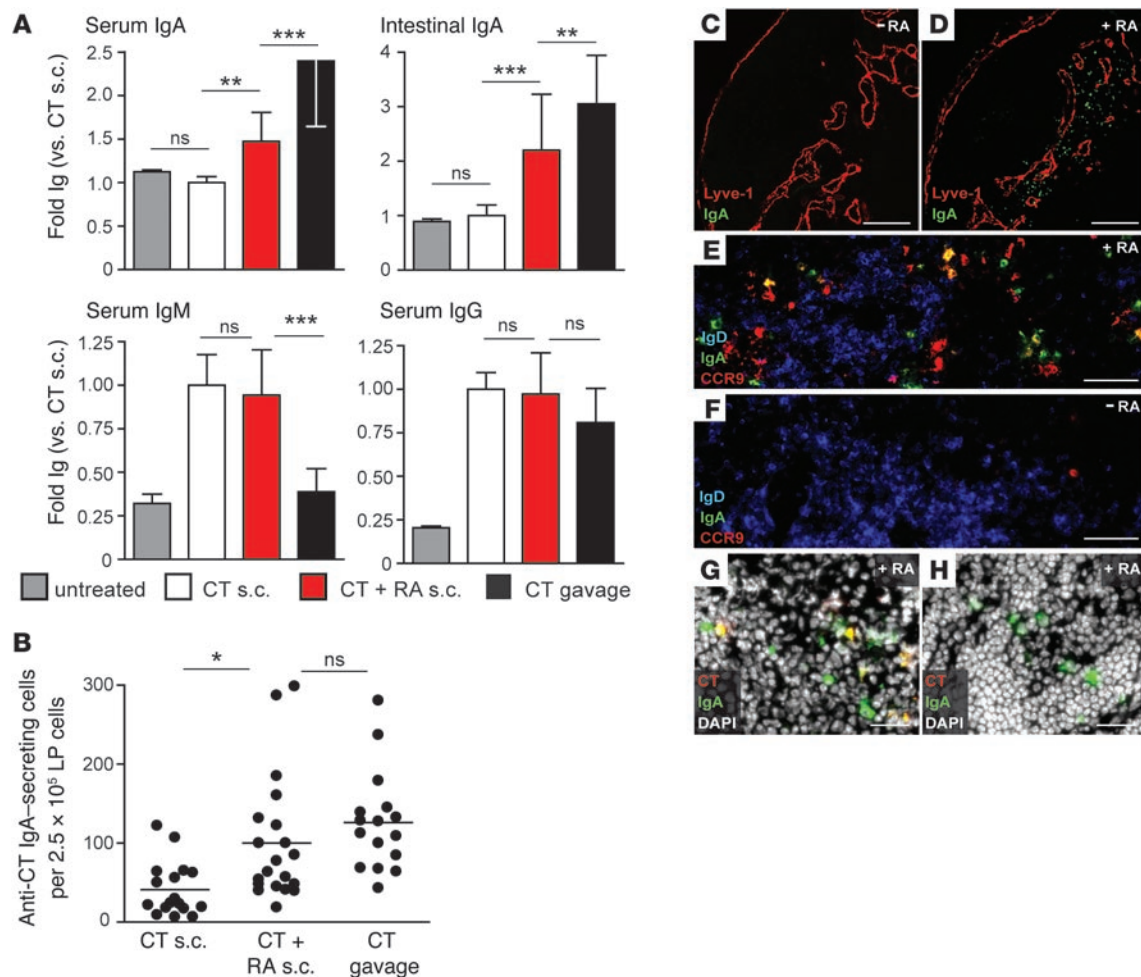 A
Serum IgA
Fold Ig (vs. CT s.c.)
2.5
2.0
1.5
1.0
0.5
0
ns
**
***
Intestinal IgA
4
3
2
1
0
ns
***
**
Serum IgM
Fold Ig (vs. CT s.c.)
1.25
1.00
0.75
0.50
0.25
0
ns
***
Serum IgG
1.25
1.00
0.75
0.50
0.25
0
ns
ns
untreated
CT s.c.
CT + RA s.c.
CT gavage
B
Anti-CT IgA–secreting cells
per 2.5 × 10⁵ LP cells
300
200
100
0
*
ns
CT s.c.
CT +
RA s.c.
CT
gavage
C
– RA
Lyve-1
IgA
D
+ RA
Lyve-1
IgA
E
+ RA
IgD
IgA
CCR9
F
– RA
IgD
IgA
CCR9
G
+ RA
CT
IgA
DAPI
H
+ RA
CT
IgA
DAPI